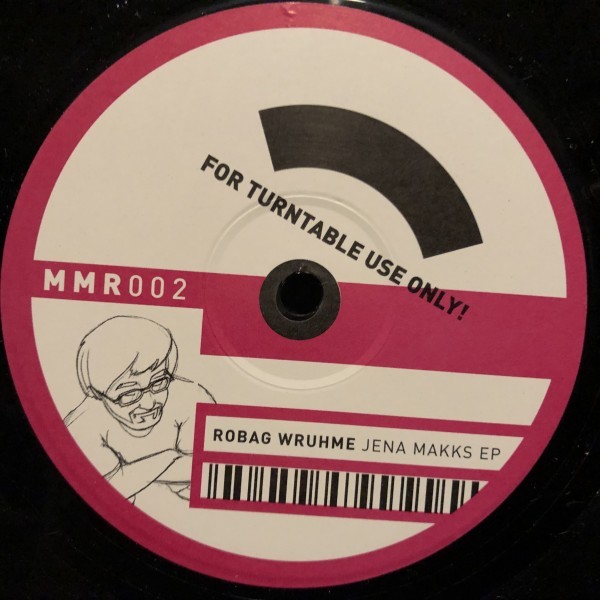 FOR TURNTABLE USE ONLY!
MMR002
ROBAG WRUHME JENA MAKKS EP